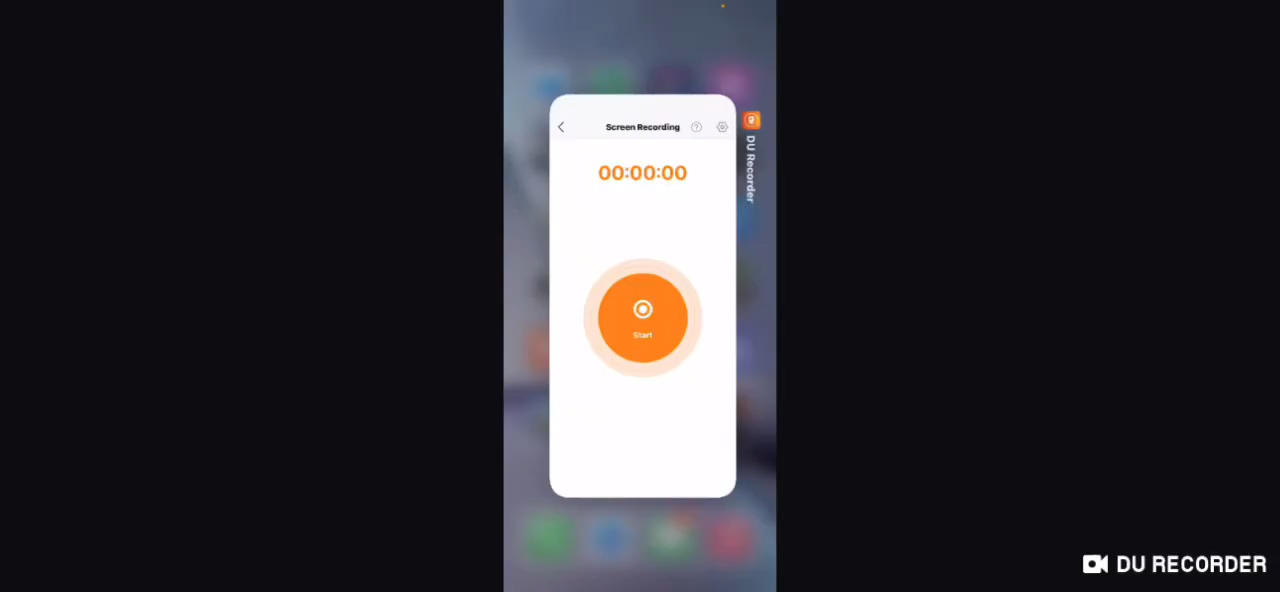 Screen Recording
00:00:00
Start
DU Recorder
DU RECORDER